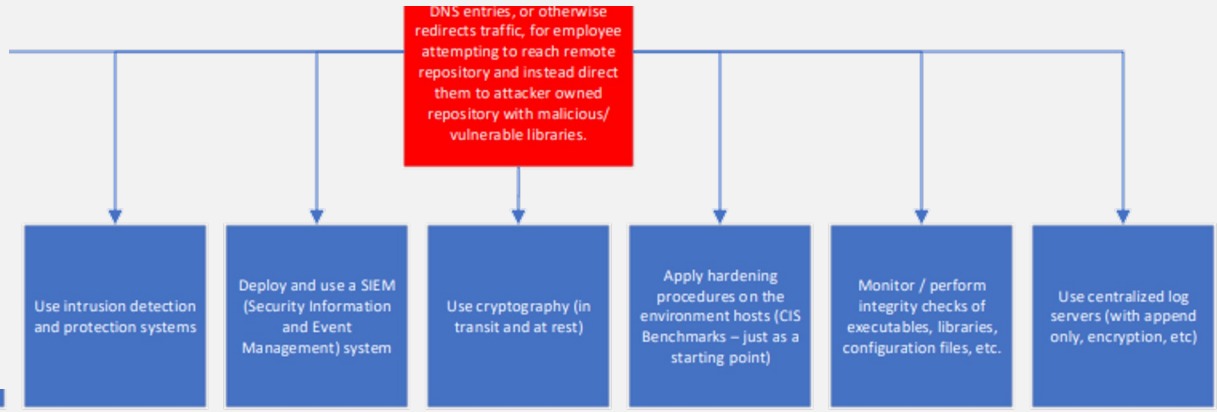 DNS entries, or otherwise
redirects traffic, for employee
attempting to reach remote
repository and instead direct
them to attacker owned
repository with malicious/
vulnerable libraries.
Use intrusion detection
and protection systems
Deploy and use a SIEM
(Security Information
and Event
Management) system
Use cryptography (in
transit and at rest)
Apply hardening
procedures on the
environment hosts (CIS
Benchmarks – just as a
starting point)
Monitor / perform
integrity checks of
executables, libraries,
configuration files, etc.
Use centralized log
servers (with append
only, encryption, etc)